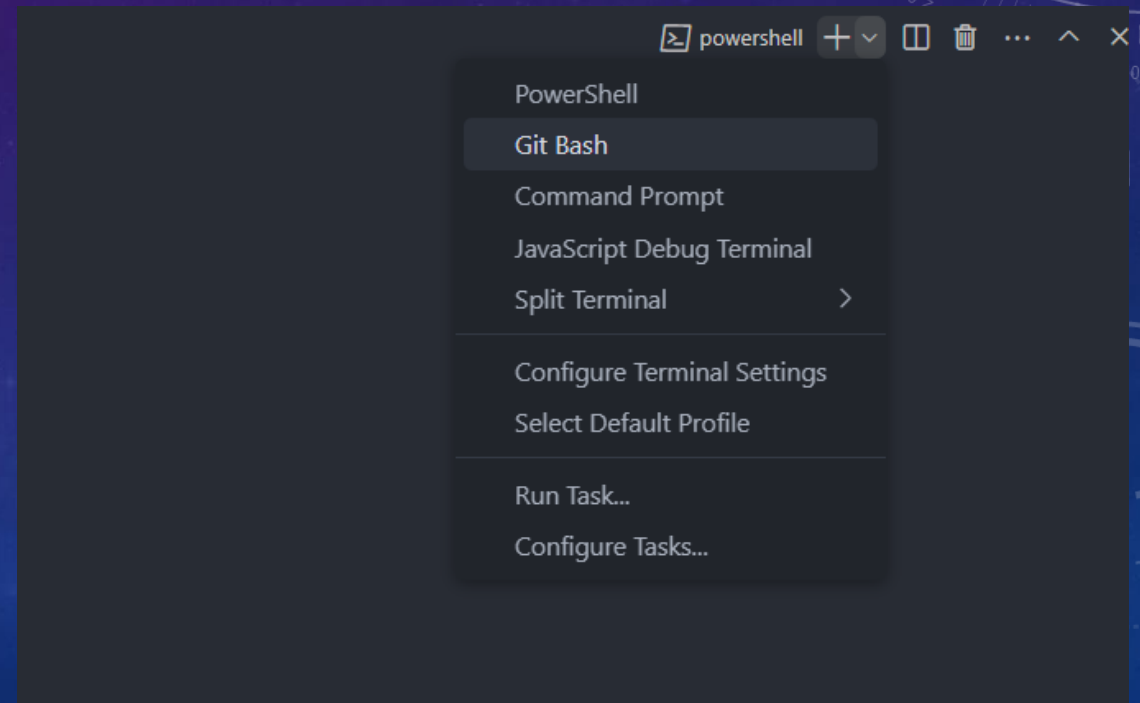 powershell
PowerShell
Git Bash
Command Prompt
JavaScript Debug Terminal
Split Terminal
Configure Terminal Settings
Select Default Profile
Run Task...
Configure Tasks...